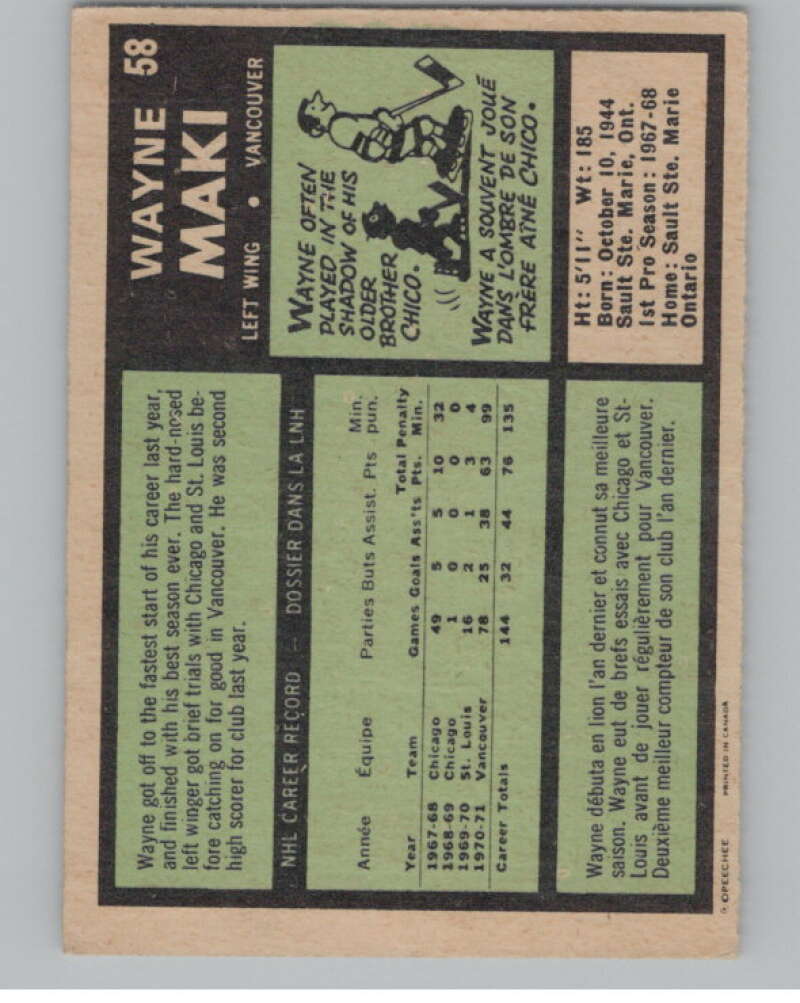 WAYNE 58
MAKI
LEFT WING • VANCOUVER
Wayne got off to the fastest start of his career last year,
and finished with his best season ever. The hard-nosed
left winger got brief trials with Chicago and St. Louis be-
fore catching on for good in Vancouver. He was second
high scorer for club last year.
NHL CAREER RECORD — DOSSIER DANS LA LNH
Année Équipe Parties Buts Assist. Pts Min. pun.
Year Team Games Goals Ass'ts Total Pts. Penalty Min.
1967-68 Chicago 49 5 5 10 32
1968-69 Chicago 1 0 0 0 0
1969-70 St. Louis 16 2 1 3 4
1970-71 Vancouver 78 25 38 63 99
Career Totals 144 32 44 76 135
WAYNE OFTEN
PLAYED IN THE
SHADOW OF HIS
OLDER
BROTHER
CHICO.
WAYNE A SOUVENT JOUÉ
DANS L'OMBRE DE SON
FRÈRE AÎNÉ CHICO.
Wayne débuta en lion l'an dernier et connut sa meilleure
saison. Wayne eut de brefs essais avec Chicago et St-
Louis avant de jouer régulièrement pour Vancouver.
Deuxième meilleur compteur de son club l'an dernier.
Ht: 5'11" Wt: 185
Born: October 10, 1944
Sault Ste. Marie, Ont.
1st Pro Season: 1967-68
Home: Sault Ste. Marie
Ontario
© OPEECHEE PRINTED IN CANADA